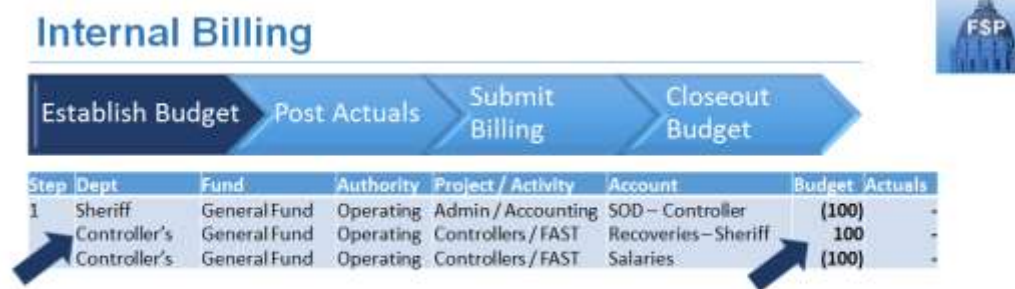 Internal Billing
FSP
Establish Budget Post Actuals Submit Billing Closeout Budget
Step Dept Fund Authority Project / Activity Account Budget Actuals
1 Sheriff General Fund Operating Admin / Accounting SOD – Controller (100) -
Controller's General Fund Operating Controllers / FAST Recoveries – Sheriff 100 -
Controller's General Fund Operating Controllers / FAST Salaries (100) -